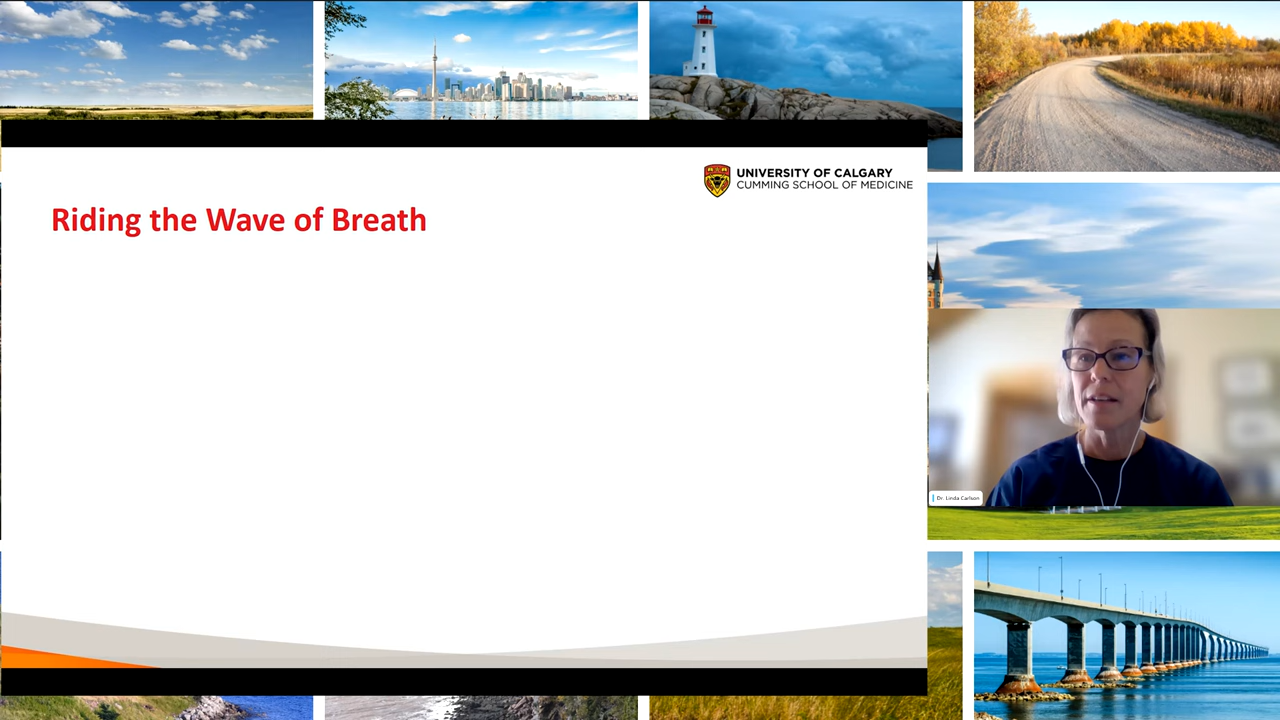 UNIVERSITY OF CALGARY
CUMMING SCHOOL OF MEDICINE
Riding the Wave of Breath
Dr. Linda Carlson